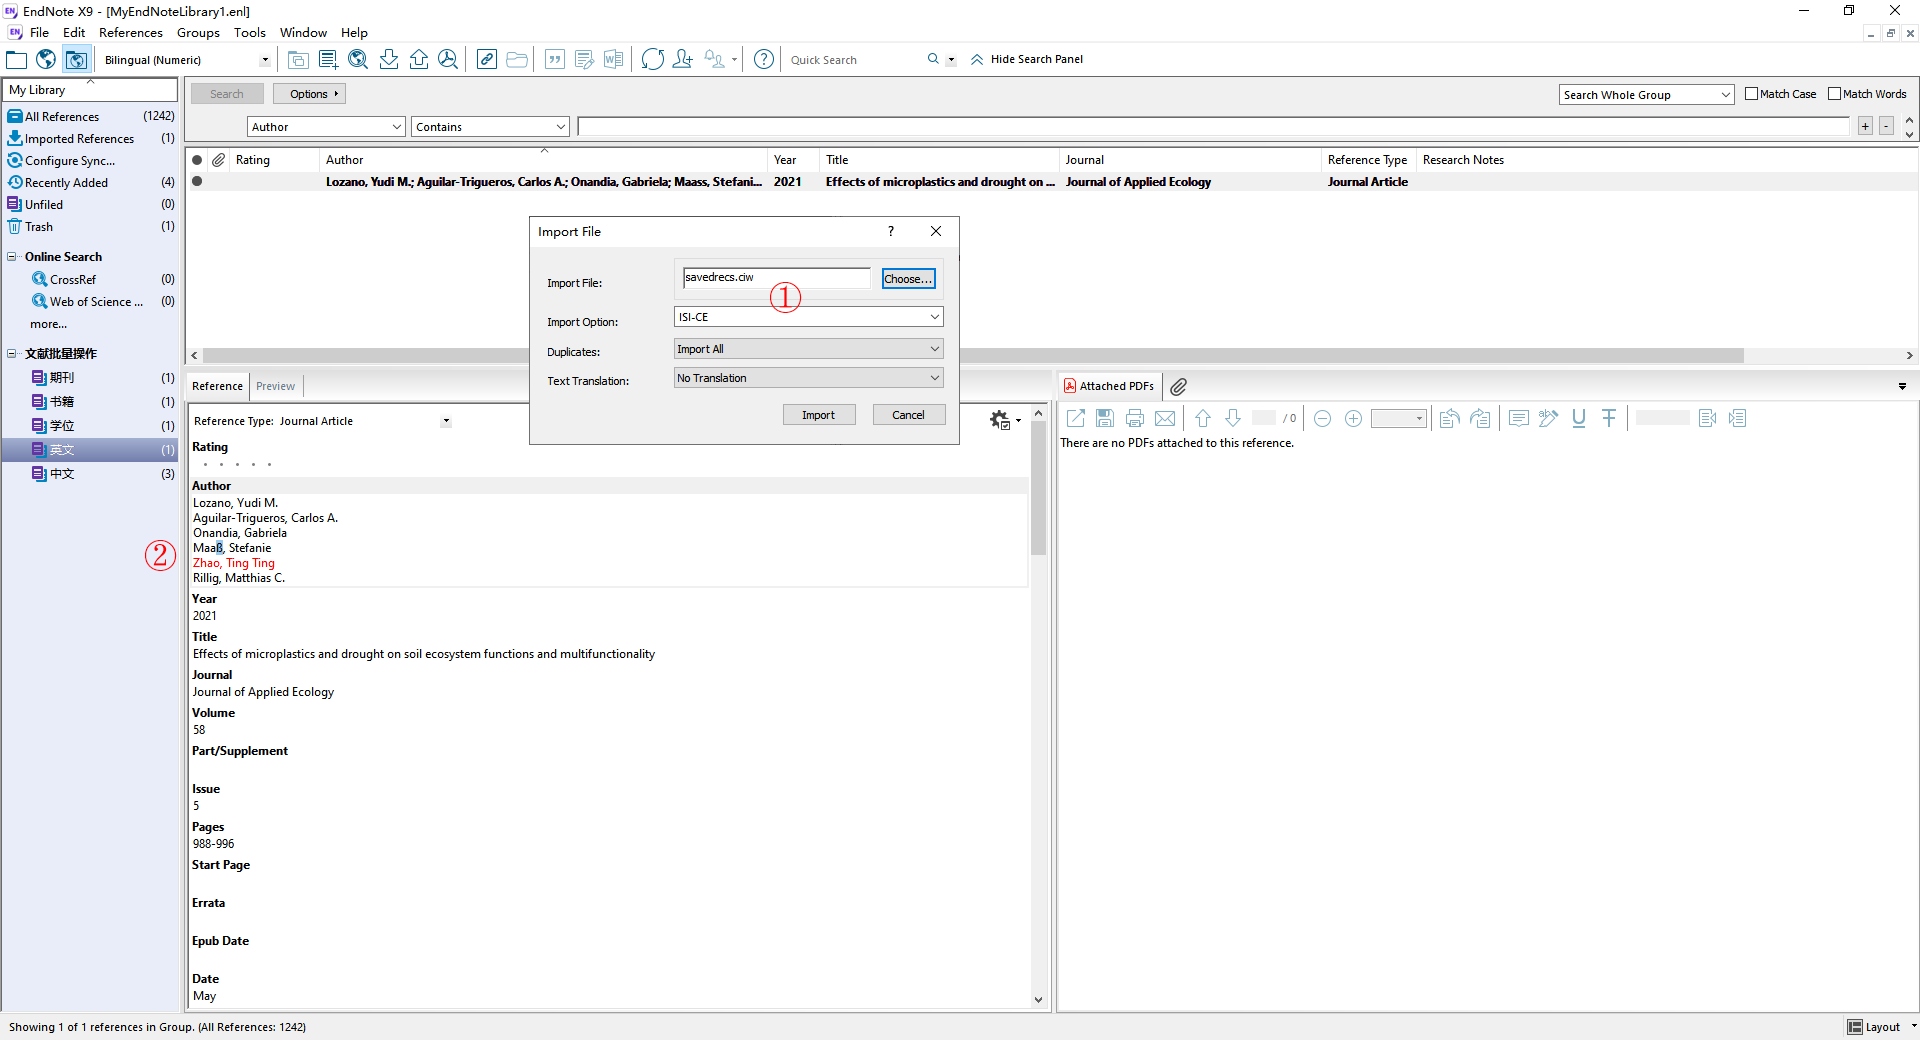 EndNote X9 - [MyEndNoteLibrary1.enl]
File Edit References Groups Tools Window Help
Bilingual (Numeric)
Quick Search
Hide Search Panel
My Library
All References (1242)
Imported References (1)
Configure Sync...
Recently Added (4)
Unfiled (0)
Trash (1)
Online Search
CrossRef (0)
Web of Science ... (0)
more...
文献批量操作
期刊 (1)
书籍 (1)
学位 (1)
英文 (1)
中文 (3)
Search Options Search Whole Group Match Case Match Words
Author Contains + -
Rating Author Year Title Journal Reference Type Research Notes
Lozano, Yudi M.; Aguilar-Trigueros, Carlos A.; Onandia, Gabriela; Maass, Stefani... 2021 Effects of microplastics and drought on ... Journal of Applied Ecology Journal Article
Import File ?
Import File: savedrecs.ciw Choose...
①
Import Option: ISI-CE
Duplicates: Import All
Text Translation: No Translation
Import Cancel
Reference Preview
Reference Type: Journal Article
Rating
Author
Lozano, Yudi M.
Aguilar-Trigueros, Carlos A.
Onandia, Gabriela
Maaß, Stefanie
②
Zhao, Ting Ting
Rillig, Matthias C.
Year
2021
Title
Effects of microplastics and drought on soil ecosystem functions and multifunctionality
Journal
Journal of Applied Ecology
Volume
58
Part/Supplement
Issue
5
Pages
988-996
Start Page
Errata
Epub Date
Date
May
Attached PDFs
/ 0
There are no PDFs attached to this reference.
Showing 1 of 1 references in Group. (All References: 1242)
Layout